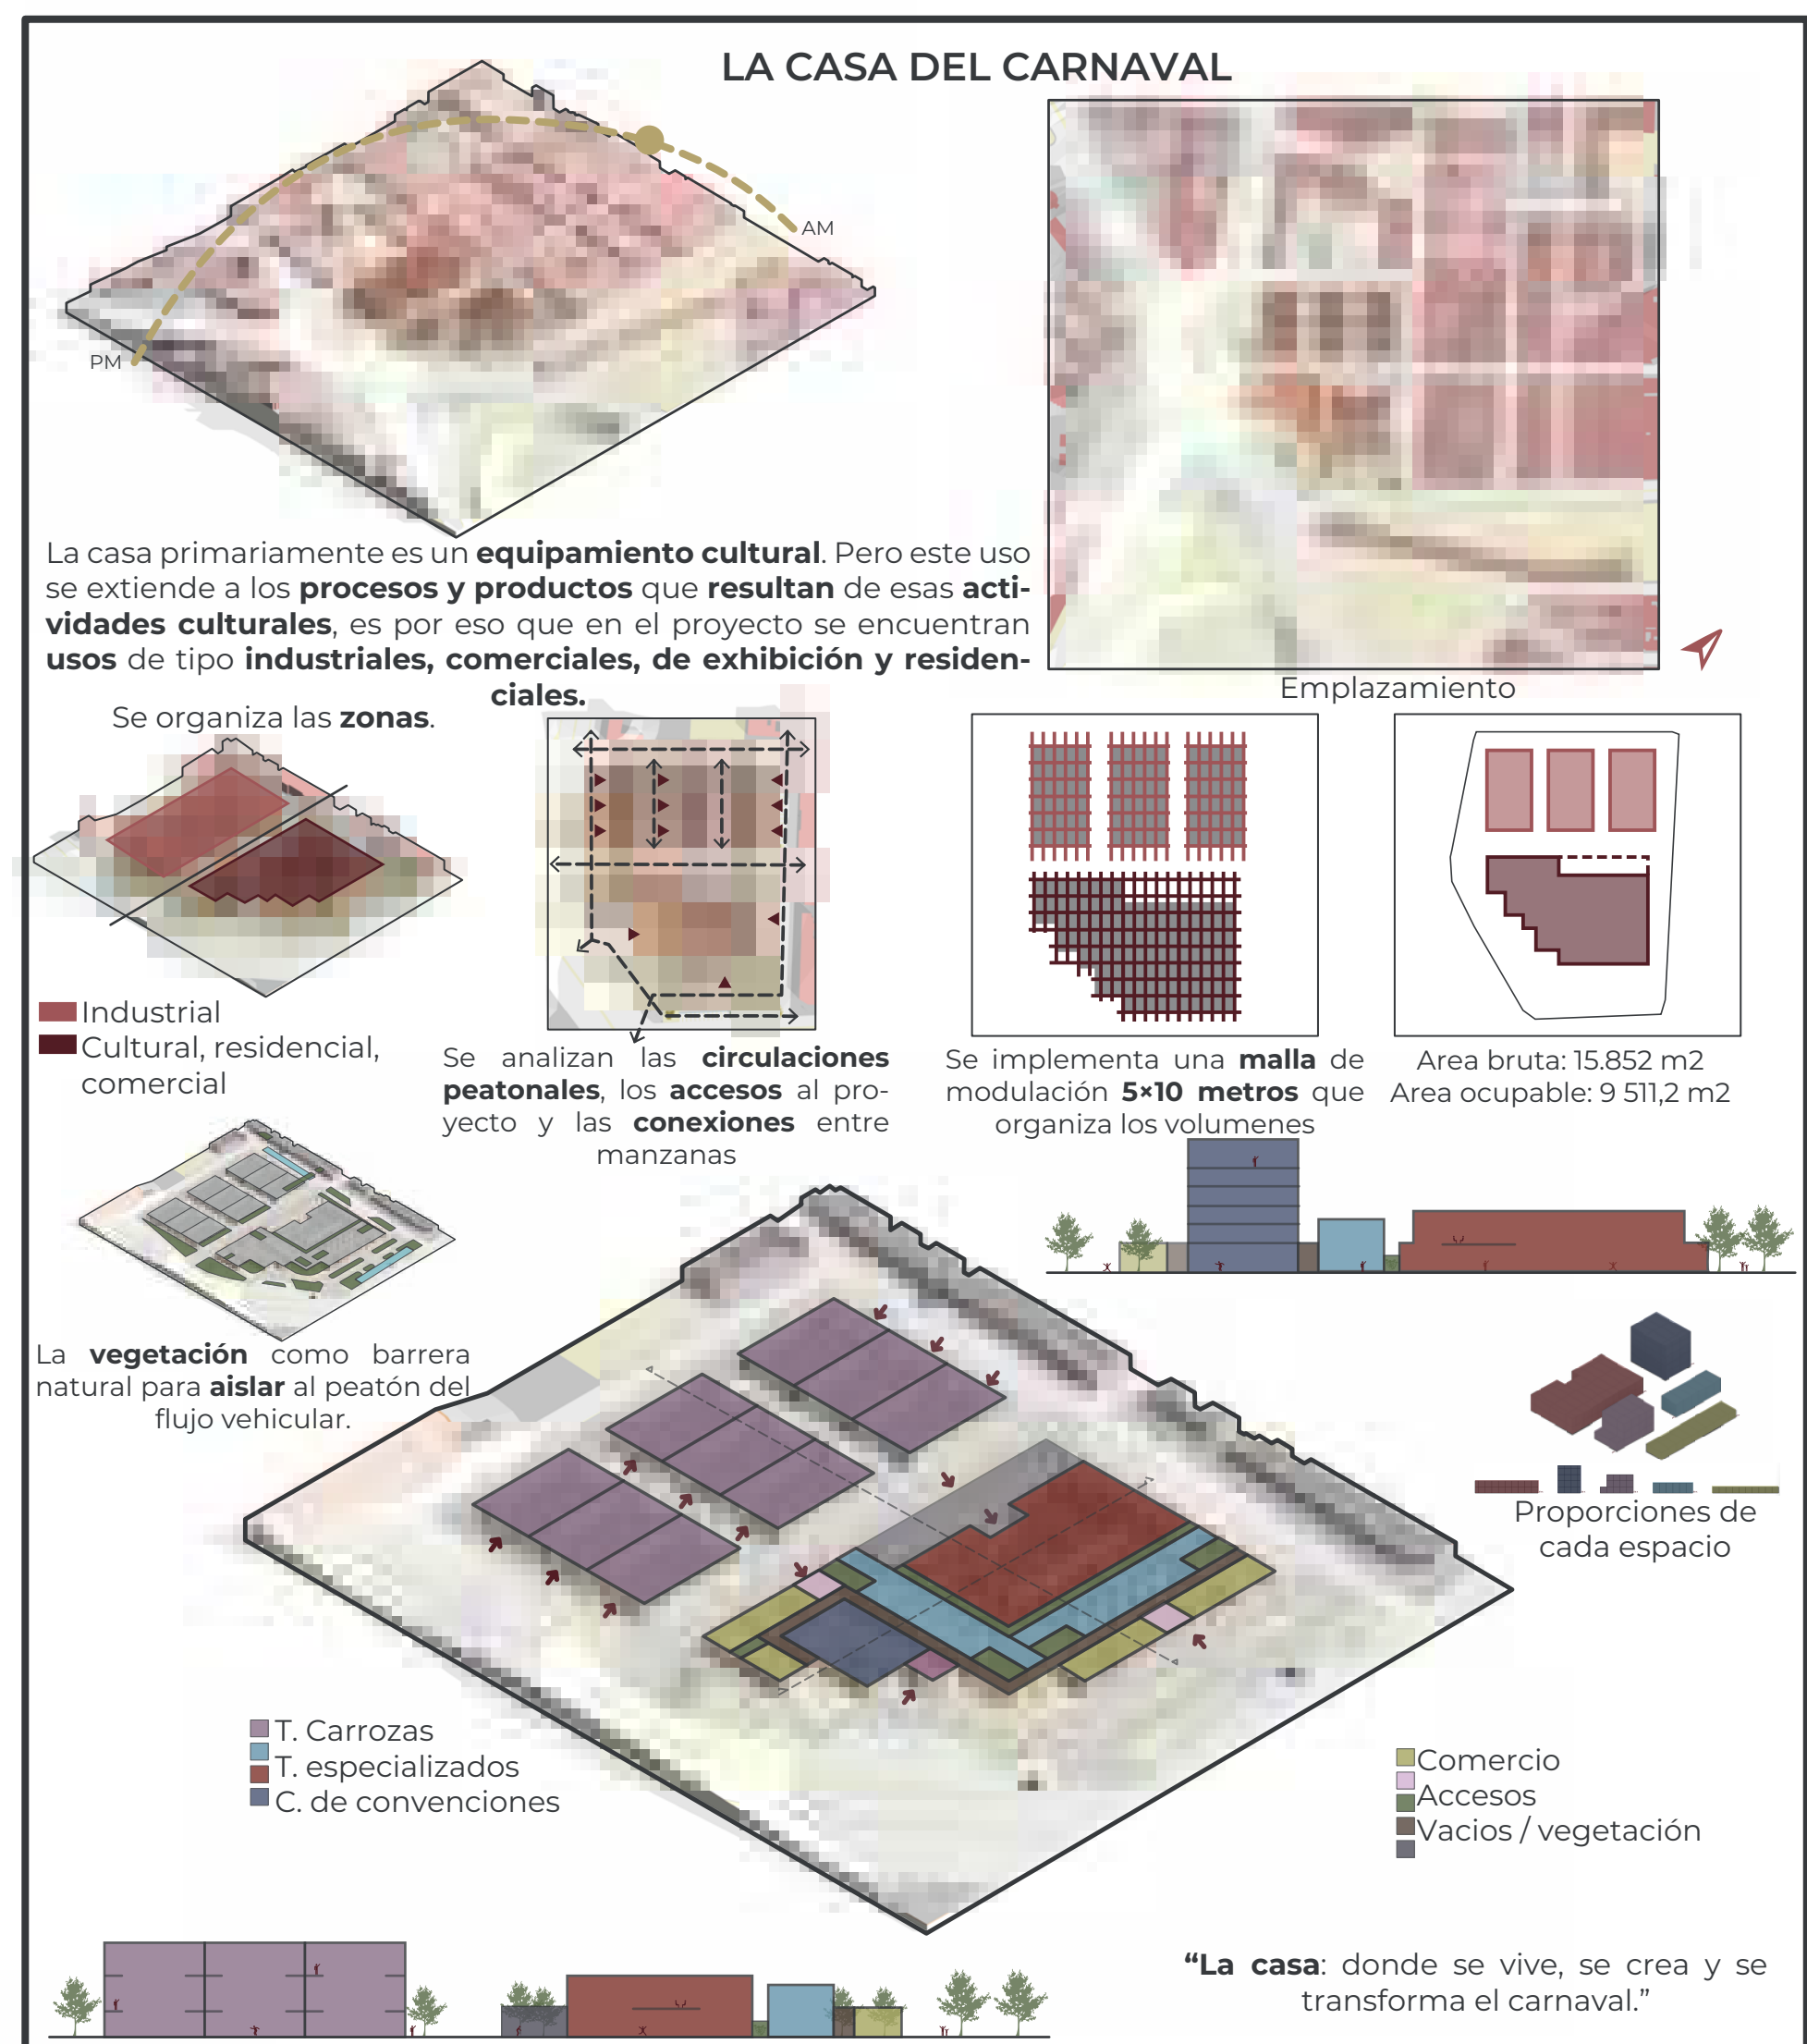 LA CASA DEL CARNAVAL
AM
PM
La casa primariamente es un equipamiento cultural. Pero este uso
se extiende a los procesos y productos que resultan de esas acti-
vidades culturales, es por eso que en el proyecto se encuentran
usos de tipo industriales, comerciales, de exhibición y residen-
ciales.
Emplazamiento
Se organiza las zonas.
Industrial
Cultural, residencial,
comercial
Se analizan las circulaciones
peatonales, los accesos al pro-
yecto y las conexiones entre
manzanas
Se implementa una malla de
modulación 5×10 metros que
organiza los volumenes
Area bruta: 15.852 m2
Area ocupable: 9 511,2 m2
La vegetación como barrera
natural para aislar al peatón del
flujo vehicular.
Proporciones de
cada espacio
T. Carrozas
T. especializados
C. de convenciones
Comercio
Accesos
Vacios / vegetación
“La casa: donde se vive, se crea y se
transforma el carnaval.”